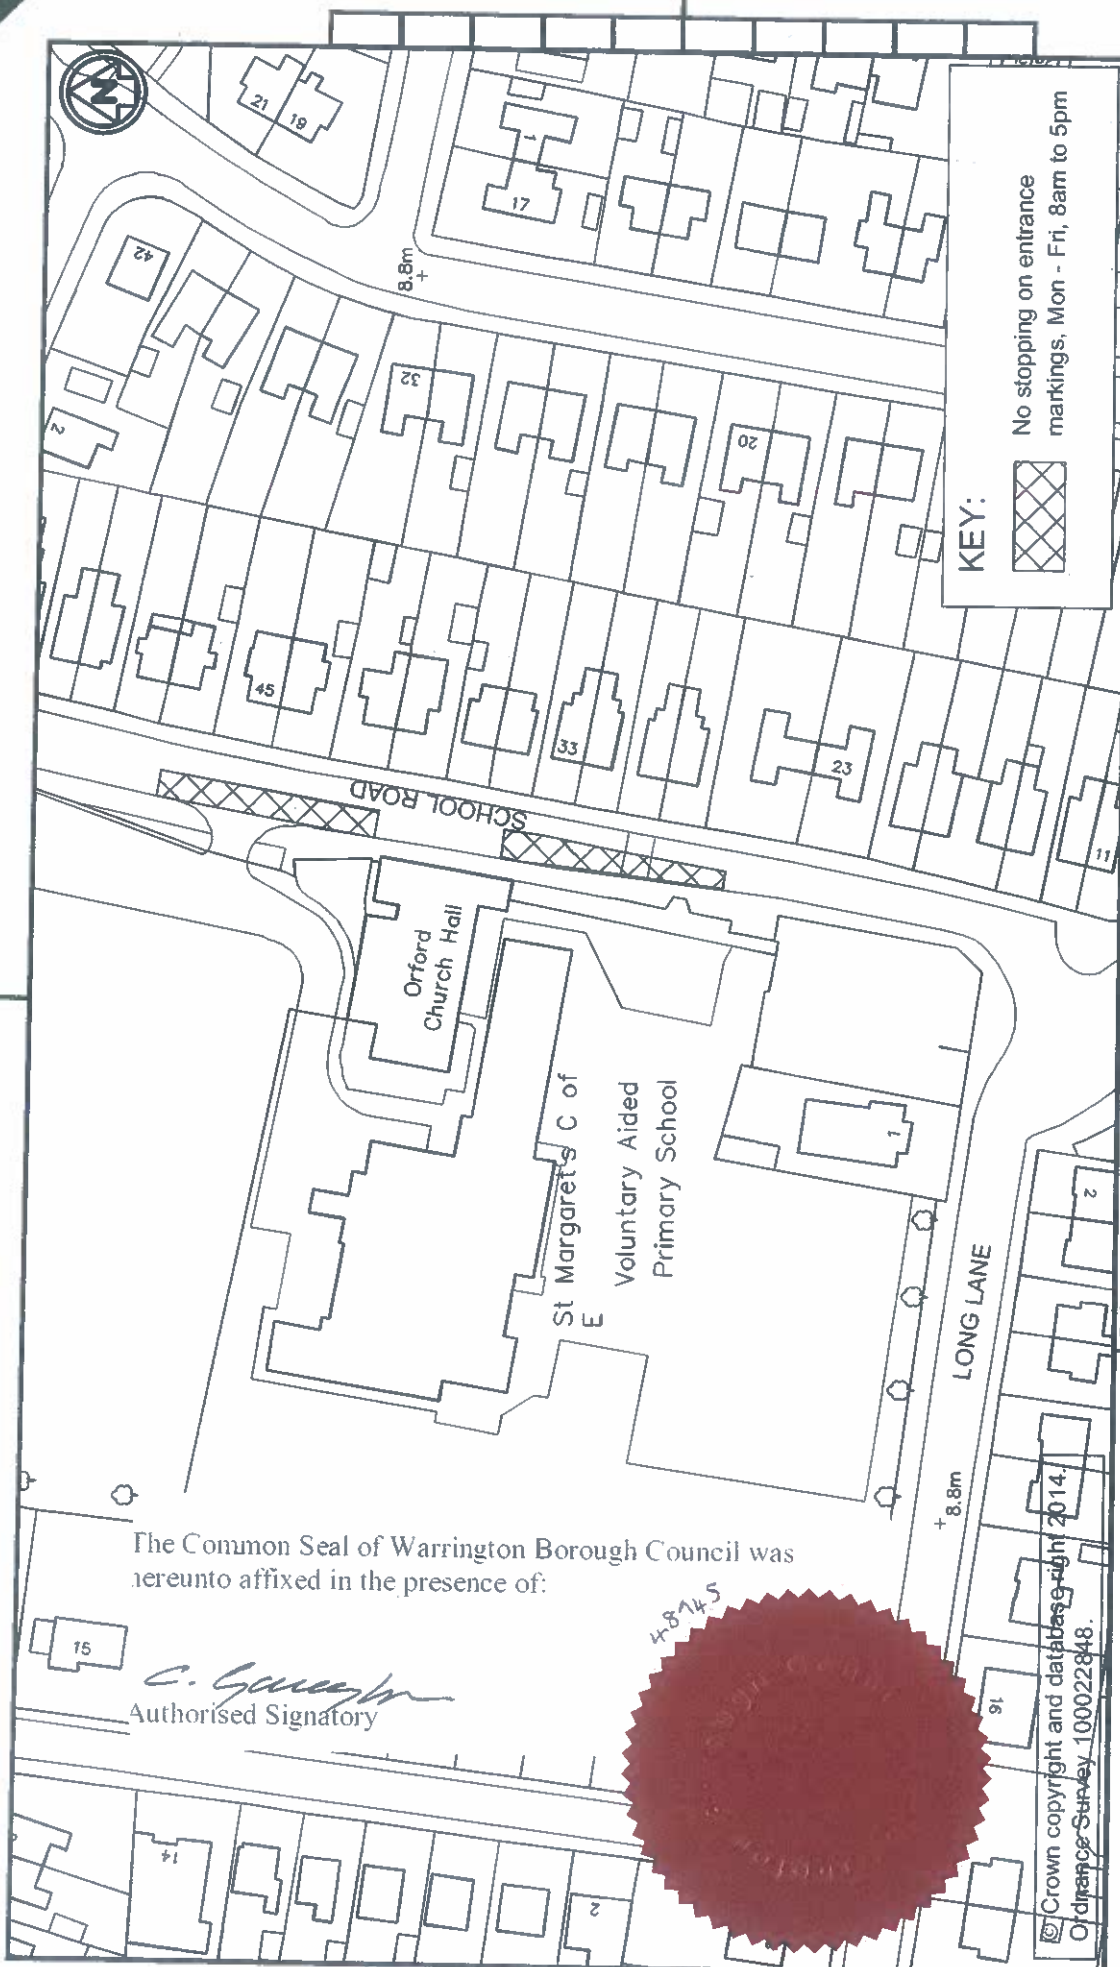 21
19
1
17
42
8.8m
2
32
20
KEY:
No stopping on entrance
markings, Mon - Fri, 8am to 5pm
45
33
23
11
SCHOOL ROAD
Orford
Church Hall
St Margaret's C of
E
Voluntary Aided
Primary School
1
2
LONG LANE
8.8m
The Common Seal of Warrington Borough Council was
hereunto affixed in the presence of:
48745
15
Authorised Signatory
14
2
16
© Crown copyright and database right 2014.
Ordnance Survey 100022848.